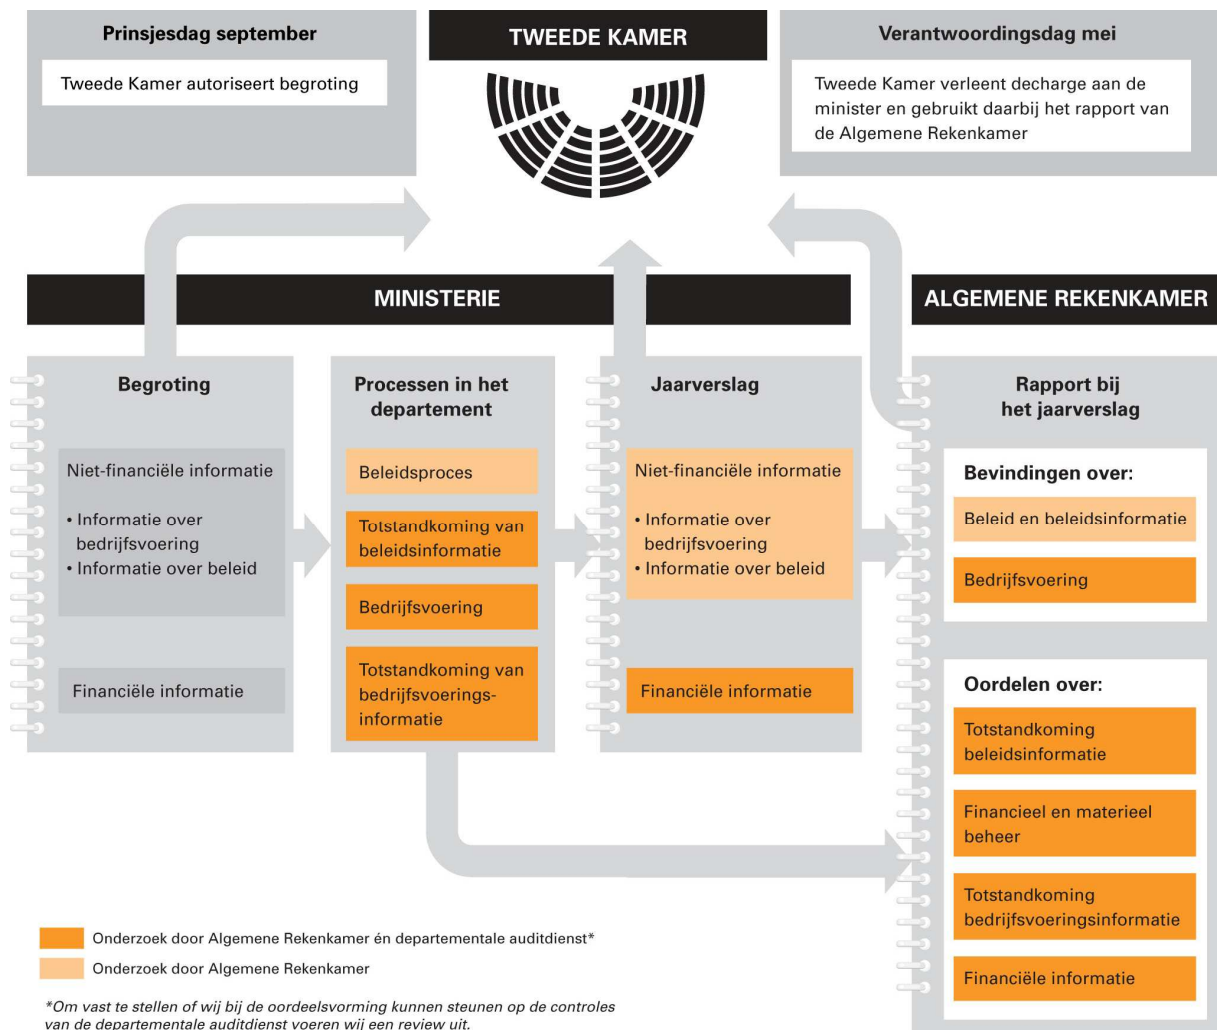 Prinsjesdag september
Tweede Kamer autoriseert begroting
TWEEDE KAMER
Verantwoordingsdag mei
Tweede Kamer verleent decharge aan de
minister en gebruikt daarbij het rapport van
de Algemene Rekenkamer
MINISTERIE
ALGEMENE REKENKAMER
Begroting
Niet-financiële informatie
• Informatie over
bedrijfsvoering
• Informatie over beleid
Financiële informatie
Processen in het
departement
Beleidsproces
Totstandkoming van
beleidsinformatie
Bedrijfsvoering
Totstandkoming van
bedrijfsvoerings-
informatie
Jaarverslag
Niet-financiële informatie
• Informatie over
bedrijfsvoering
• Informatie over beleid
Financiële informatie
Rapport bij
het jaarverslag
Bevindingen over:
Beleid en beleidsinformatie
Bedrijfsvoering
Oordelen over:
Totstandkoming
beleidsinformatie
Financieel en materieel
beheer
Totstandkoming
bedrijfsvoeringsinformatie
Financiële informatie
Onderzoek door Algemene Rekenkamer én departementale auditdienst*
Onderzoek door Algemene Rekenkamer
*Om vast te stellen of wij bij de oordeelsvorming kunnen steunen op de controles
van de departementale auditdienst voeren wij een review uit.